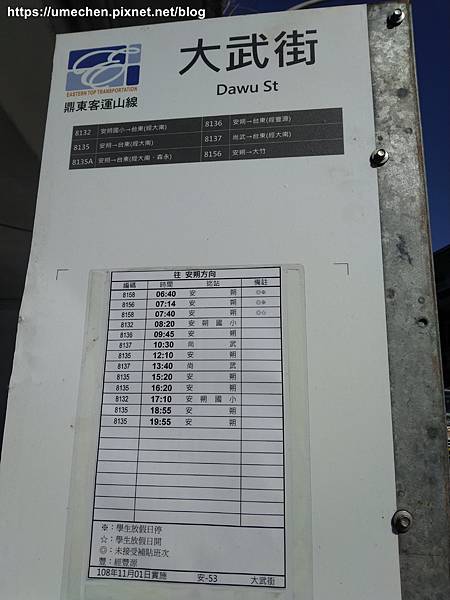 https://umechen.pixnet.net/blog
大武街
Dawu St
EASTERN TOP TRANSPORTATION
鼎東客運山線
8132 安朔國小→台東(經大南) 8136 安朔→台東(經豐源)
8135 安朔→台東(經大南) 8137 尚武→台東(經大南)
8135A 安朔→台東(經大南、森永) 8156 安朔→大竹
往 安朔方向
編碼 時間 迄站 備註
8158 06:40 安 朔 ◎※
8156 07:14 安 朔 ◎※
8158 07:40 安 朔 ◎☆
8132 08:20 安 朔 國 小
8136 09:45 安 朔
8137 10:30 尚 武
8135 12:10 安 朔
8137 13:40 尚 武
8135 15:20 安 朔
8135 16:20 安 朔
8132 17:10 安 朔 國 小
8135 18:55 安 朔
8135 19:55 安 朔
※：學生放假日停
☆：學生放假日開
◎：未接受補貼班次
豐：經豐源
108年11月01日實施 安-53 大武街